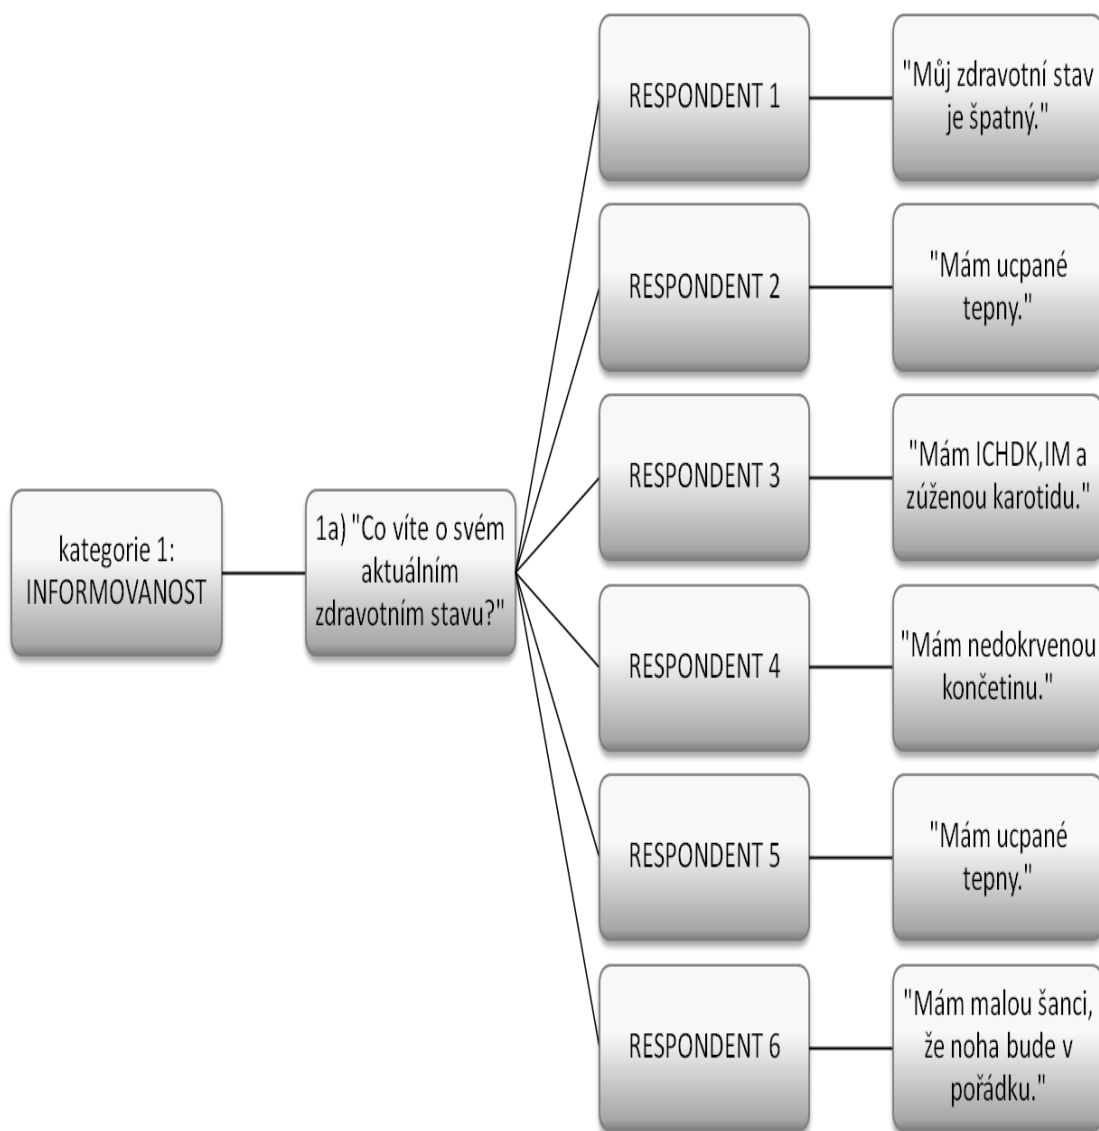 kategorie 1:
INFORMOVANOST
1a) "Co víte o svém
aktuálním
zdravotním stavu?"
RESPONDENT 1
"Můj zdravotní stav
je špatný."
RESPONDENT 2
"Mám ucpané
tepny."
RESPONDENT 3
"Mám ICHDK,IM a
zúženou karotidu."
RESPONDENT 4
"Mám nedokrvenou
končetinu."
RESPONDENT 5
"Mám ucpané
tepny."
RESPONDENT 6
"Mám malou šanci,
že noha bude v
pořádku."